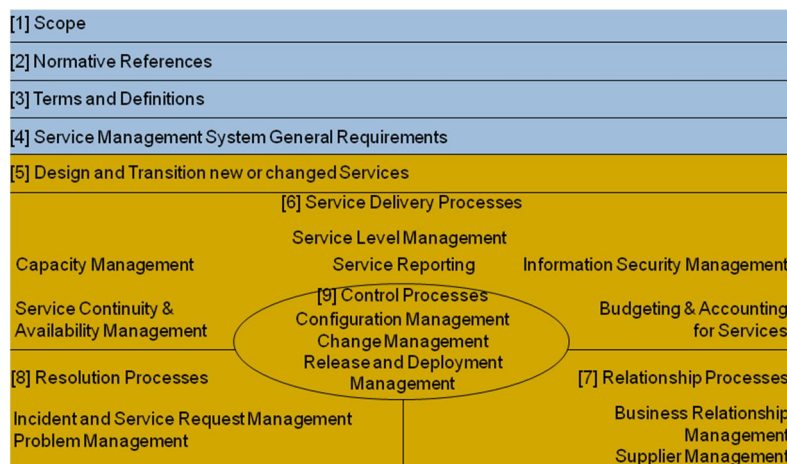 [1] Scope
[2] Normative References
[3] Terms and Definitions
[4] Service Management System General Requirements
[5] Design and Transition new or changed Services
[6] Service Delivery Processes
Service Level Management
Capacity Management
Service Reporting
Information Security Management
Service Continuity &
Availability Management
Budgeting & Accounting
for Services
[9] Control Processes
Configuration Management
Change Management
Release and Deployment
Management
[8] Resolution Processes
Incident and Service Request Management
Problem Management
[7] Relationship Processes
Business Relationship
Management
Supplier Management